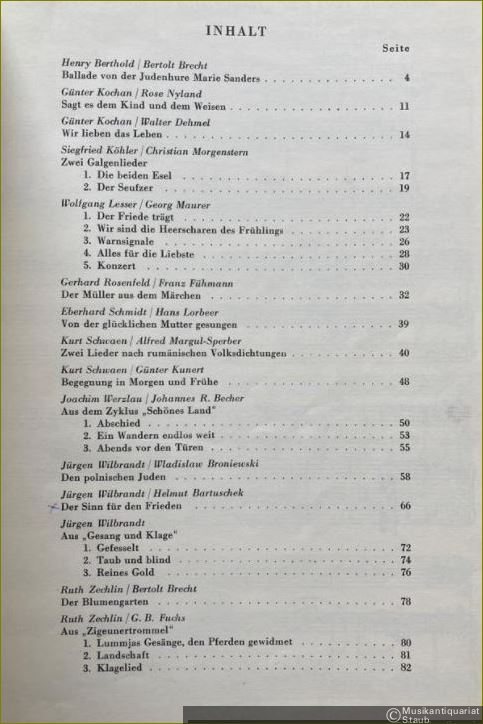 INHALT
Seite
Henry Berthold / Bertolt Brecht
Ballade von der Judenhure Marie Sanders . . . . . . . . . . . . . . . 4
Günter Kochan / Rose Nyland
Sagt es dem Kind und dem Weisen . . . . . . . . . . . . . . . . . . 11
Günter Kochan / Walter Dehmel
Wir lieben das Leben . . . . . . . . . . . . . . . . . . . . . . . . 14
Siegfried Köhler / Christian Morgenstern
Zwei Galgenlieder
1. Die beiden Esel . . . . . . . . . . . . . . . . . . . . . . . 17
2. Der Seufzer . . . . . . . . . . . . . . . . . . . . . . . . . 19
Wolfgang Lesser / Georg Maurer
1. Der Friede trägt . . . . . . . . . . . . . . . . . . . . . . . 22
2. Wir sind die Heerscharen des Frühlings . . . . . . . . . . . . 23
3. Warnsignale . . . . . . . . . . . . . . . . . . . . . . . . . 26
4. Alles für die Liebste . . . . . . . . . . . . . . . . . . . . . 28
5. Konzert . . . . . . . . . . . . . . . . . . . . . . . . . . . 30
Gerhard Rosenfeld / Franz Fühmann
Der Müller aus dem Märchen . . . . . . . . . . . . . . . . . . . . 32
Eberhard Schmidt / Hans Lorbeer
Von der glücklichen Mutter gesungen . . . . . . . . . . . . . . . . 39
Kurt Schwaen / Alfred Margul-Sperber
Zwei Lieder nach rumänischen Volksdichtungen . . . . . . . . . . . . 40
Kurt Schwaen / Günter Kunert
Begegnung in Morgen und Frühe . . . . . . . . . . . . . . . . . . 48
Joachim Werzlau / Johannes R. Becher
Aus dem Zyklus „Schönes Land“
1. Abschied . . . . . . . . . . . . . . . . . . . . . . . . . . 50
2. Ein Wandern endlos weit . . . . . . . . . . . . . . . . . . . 53
3. Abends vor den Türen . . . . . . . . . . . . . . . . . . . . 55
Jürgen Wilbrandt / Wladislaw Broniewski
Den polnischen Juden . . . . . . . . . . . . . . . . . . . . . . . 58
Jürgen Wilbrandt / Helmut Bartuschek
Der Sinn für den Frieden . . . . . . . . . . . . . . . . . . . . . 66
Jürgen Wilbrandt
Aus „Gesang und Klage“
1. Gefesselt . . . . . . . . . . . . . . . . . . . . . . . . . . 72
2. Taub und blind . . . . . . . . . . . . . . . . . . . . . . . 74
3. Reines Gold . . . . . . . . . . . . . . . . . . . . . . . . . 76
Ruth Zechlin / Bertolt Brecht
Der Blumengarten . . . . . . . . . . . . . . . . . . . . . . . . . 78
Ruth Zechlin / G. B. Fuchs
Aus „Zigeunertrommel“
1. Lummjas Gesänge, den Pferden gewidmet . . . . . . . . . . . 80
2. Landschaft . . . . . . . . . . . . . . . . . . . . . . . . . . 81
3. Klagelied . . . . . . . . . . . . . . . . . . . . . . . . . . 82
©Musikantiquariat
Staub